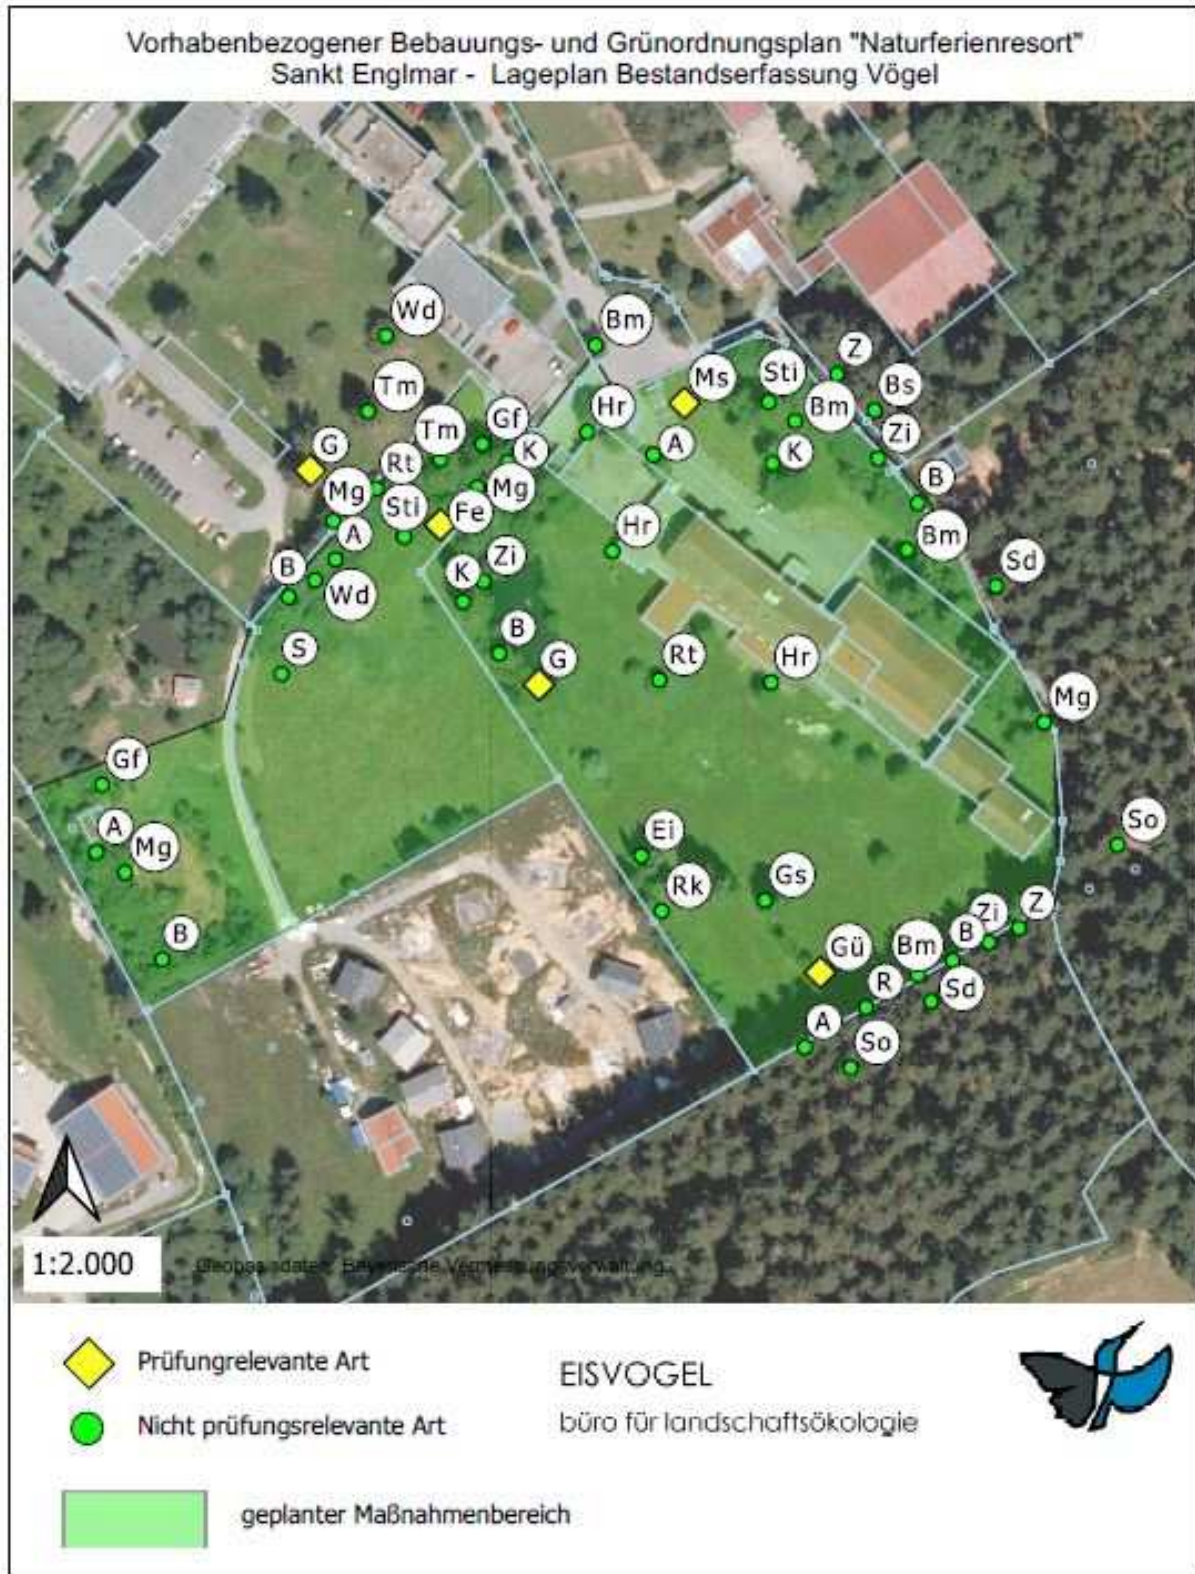 Vorhabenbezogener Bebauungs- und Grünordnungsplan "Naturferienresort"
Sankt Englmar - Lageplan Bestandserfassung Vögel
Wd
Bm
Z
Tm
Ms
Sti
Bs
Hr
Bm
Gf
Tm
Zi
G
K
A
K
Rt
Mg
Mg
B
Sti
Fe
Hr
A
Bm
Zi
B
K
Sd
Wd
B
S
G
Rt
Hr
Mg
Gf
So
A
Mg
Ei
Rk
Gs
Zi
Z
B
B
Gü
Bm
R
Sd
A
So
1:2.000
EISVOGEL
Prüfungrelevante Art
büro für landschaftsökologie
Nicht prüfungsrelevante Art
geplanter Maßnahmenbereich